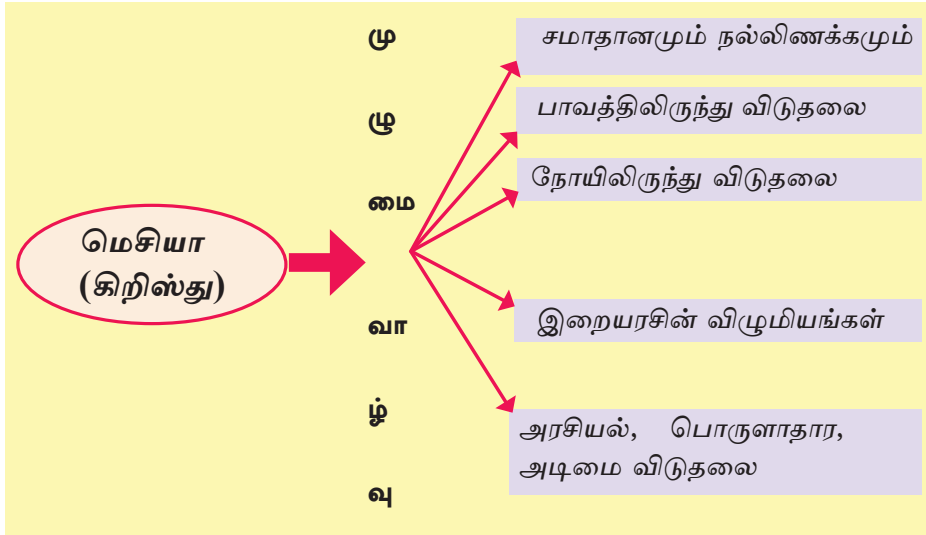 மெசியா
(கிறிஸ்து)
மு
ழு
மை
வா
ழ்
வு
சமாதானமும் நல்லிணக்கமும்
பாவத்திலிருந்து விடுதலை
நோயிலிருந்து விடுதலை
இறையரசின் விழுமியங்கள்
அரசியல், பொருளாதார,
அடிமை விடுதலை